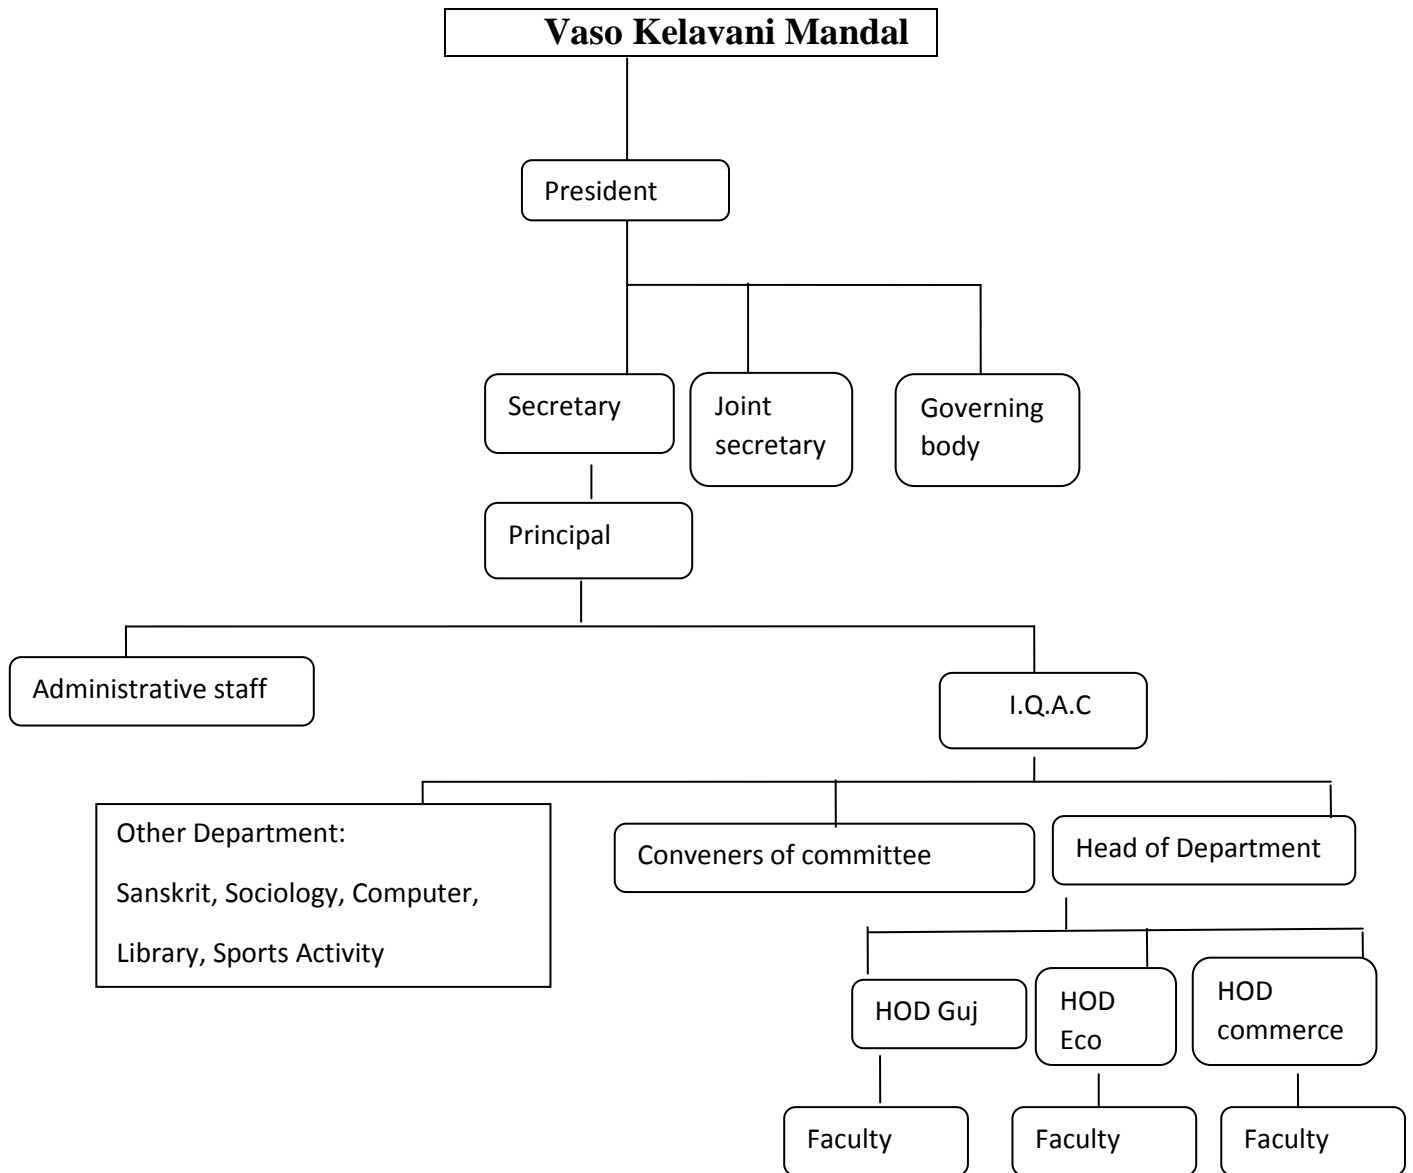 Vaso Kelavani Mandal
President
Secretary
Joint
secretary
Governing
body
Principal
Administrative staff
I.Q.A.C
Other Department:
Sanskrit, Sociology, Computer,
Library, Sports Activity
Conveners of committee
Head of Department
HOD Guj
HOD
Eco
HOD
commerce
Faculty
Faculty
Faculty